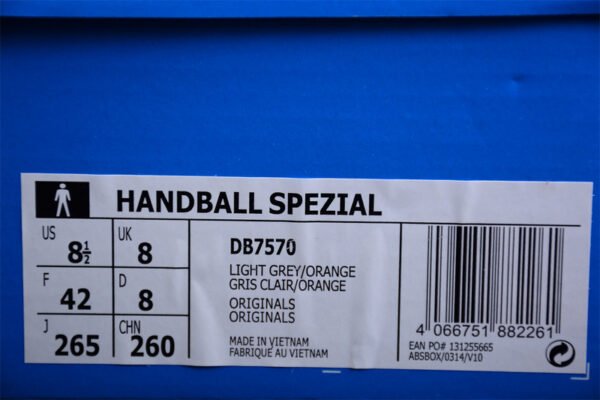 HANDBALL SPEZIAL
US 8½ UK 8
F 42 D 8
J 265 CHN 260
DB7570
LIGHT GREY/ORANGE
GRIS CLAIR/ORANGE
ORIGINALS
ORIGINALS
MADE IN VIETNAM
FABRIQUÉ AU VIETNAM
4 066751 882261
EAN PO# 131255665
ABSBOX/0314/V10